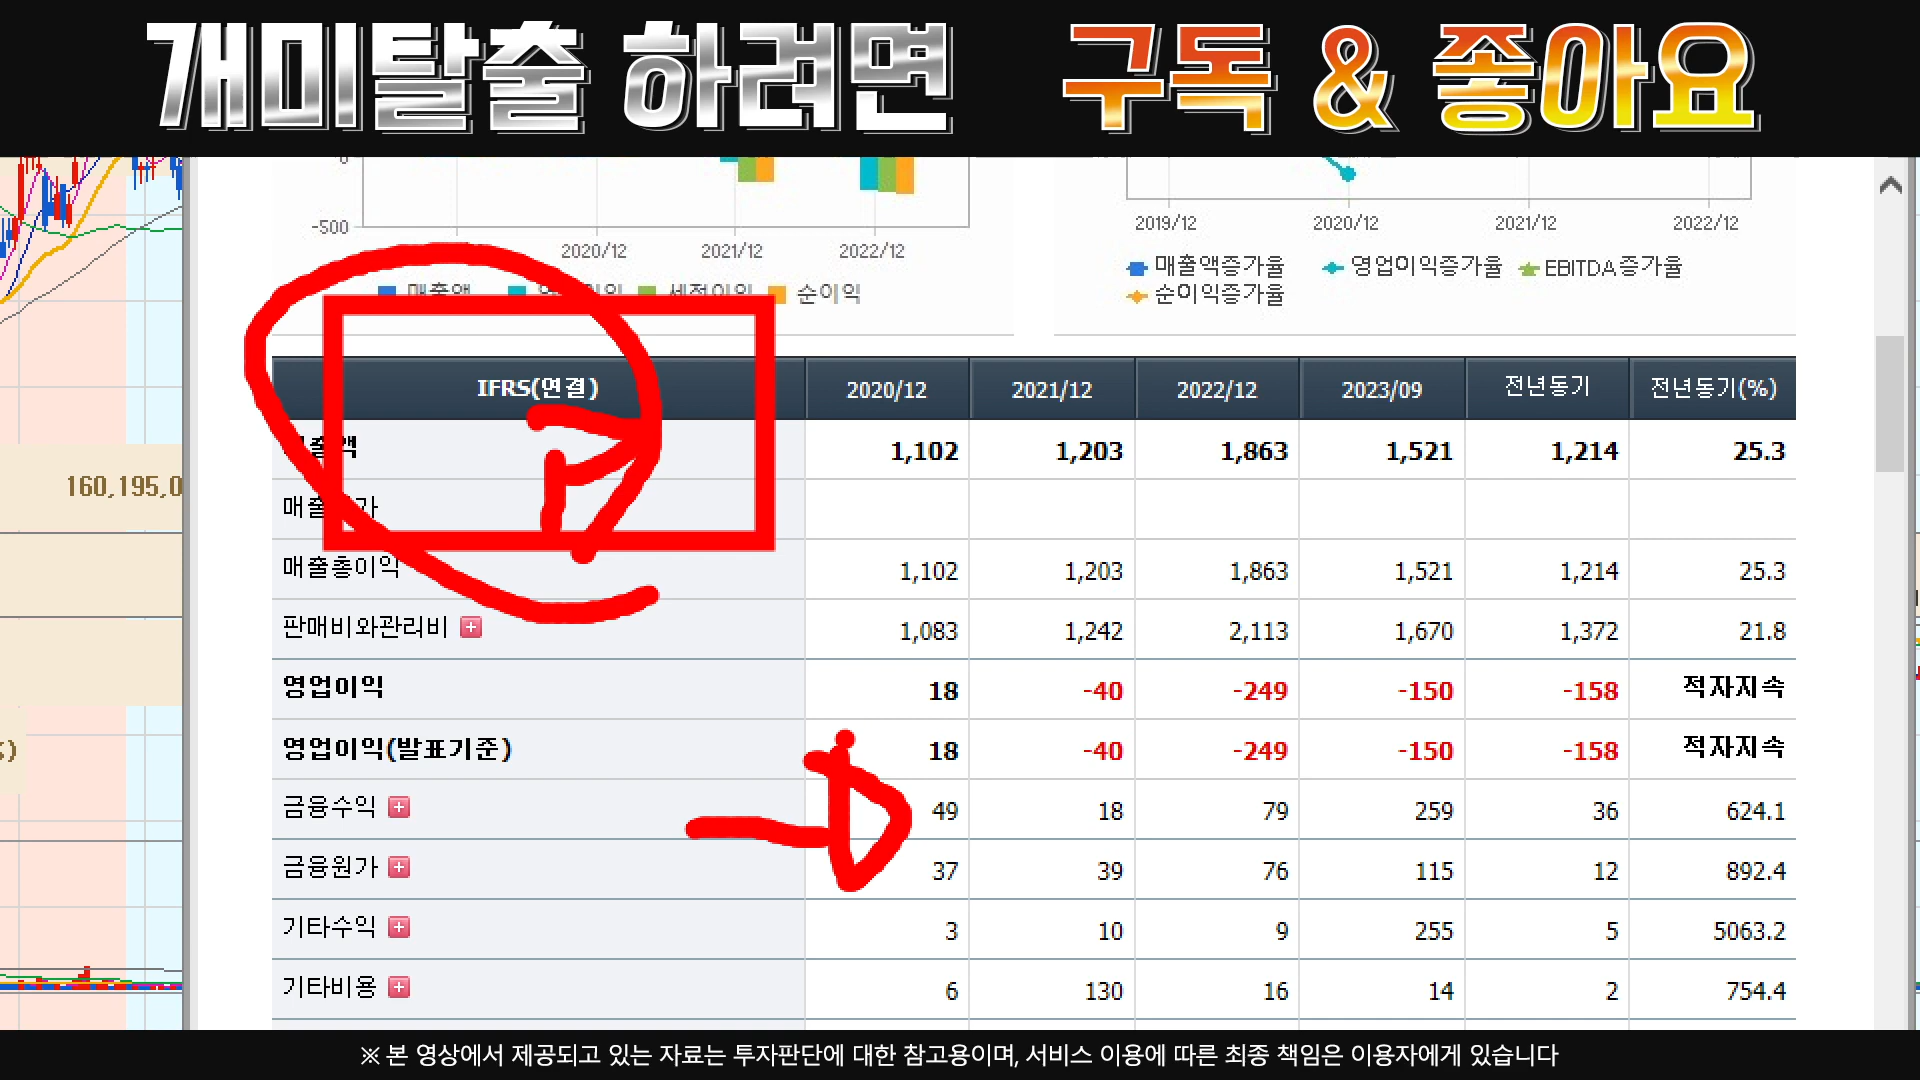 개미탈출 하려면 구독 & 좋아요
0
-500
2020/12 2021/12 2022/12
순이익
2019/12 2020/12 2021/12 2022/12
매출액증가율 영업이익증가율 EBITDA증가율
순이익증가율
160,195,0
IFRS(연결) 2020/12 2021/12 2022/12 2023/09 전년동기 전년동기(%)
1,102 1,203 1,863 1,521 1,214 25.3
매출총이익 1,102 1,203 1,863 1,521 1,214 25.3
판매비와관리비 1,083 1,242 2,113 1,670 1,372 21.8
영업이익 18 -40 -249 -150 -158 적자지속
영업이익(발표기준) 18 -40 -249 -150 -158 적자지속
금융수익 49 18 79 259 36 624.1
금융원가 37 39 76 115 12 892.4
기타수익 3 10 9 255 5 5063.2
기타비용 6 130 16 14 2 754.4
※ 본 영상에서 제공되고 있는 자료는 투자판단에 대한 참고용이며, 서비스 이용에 따른 최종 책임은 이용자에게 있습니다